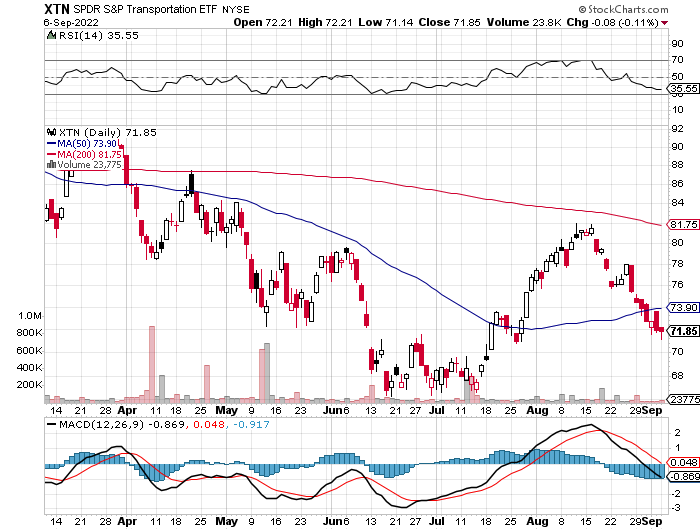 XTN SPDR S&P Transportation ETF NYSE
© StockCharts.com
6-Sep-2022
Open 72.21 High 72.21 Low 71.14 Close 71.85 Volume 23.8K Chg -0.08 (-0.11%)
RSI(14) 35.55
90
70
50
35.55
30
10
XTN (Daily) 71.85
MA(50) 73.90
MA(200) 81.75
Volume 23,775
92
90
88
86
84
81.75
80
78
76
73.90
71.85
70
68
1.0M
800K
600K
400K
200K
23775
14 21 28 Apr 11 18 25 May 9 16 23 Jun 6 13 21 27 Jul 11 18 25 Aug 8 15 22 29 Sep
MACD(12,26,9) -0.869, 0.048, -0.917
2
1
0.048
-0.869
-2
-3
14 21 28 Apr 11 18 25 May 9 16 23 Jun 6 13 21 27 Jul 11 18 25 Aug 8 15 22 29 Sep